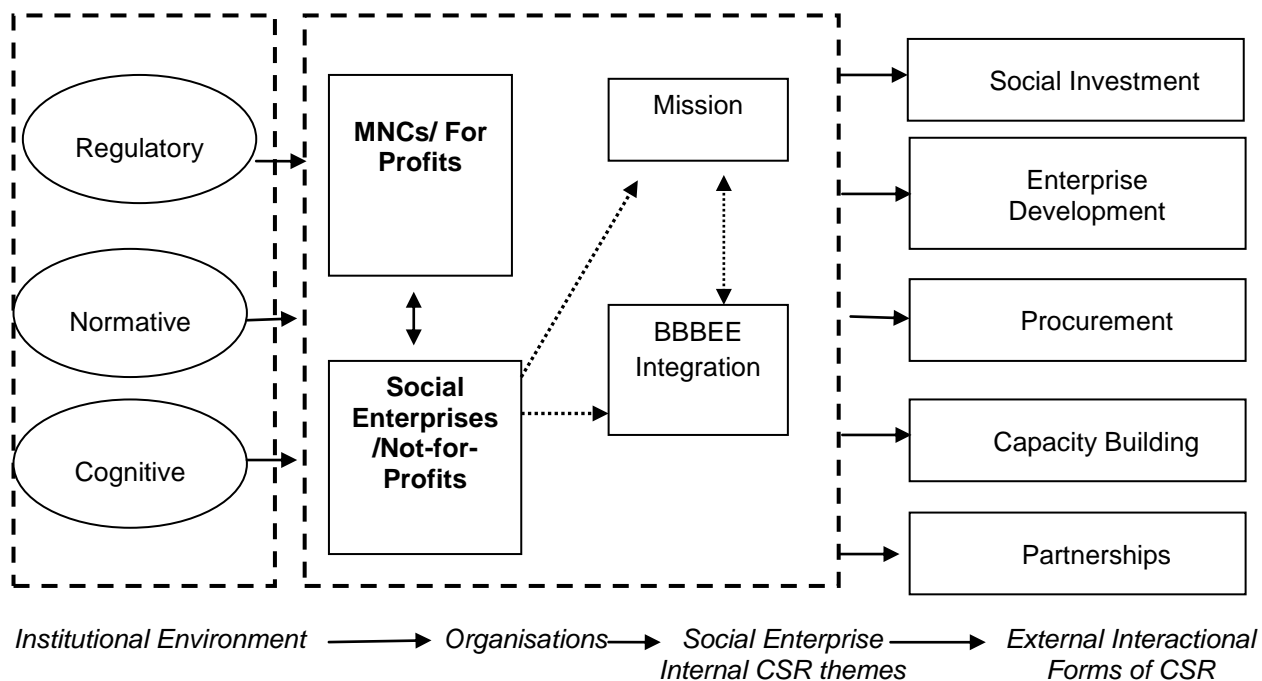 Regulatory
Normative
Cognitive
MNCs/ For
Profits
Social
Enterprises
/Not-for-
Profits
Mission
BBBEE
Integration
Social Investment
Enterprise
Development
Procurement
Capacity Building
Partnerships
Institutional Environment
Organisations
Social Enterprise
Internal CSR themes
External Interactional
Forms of CSR